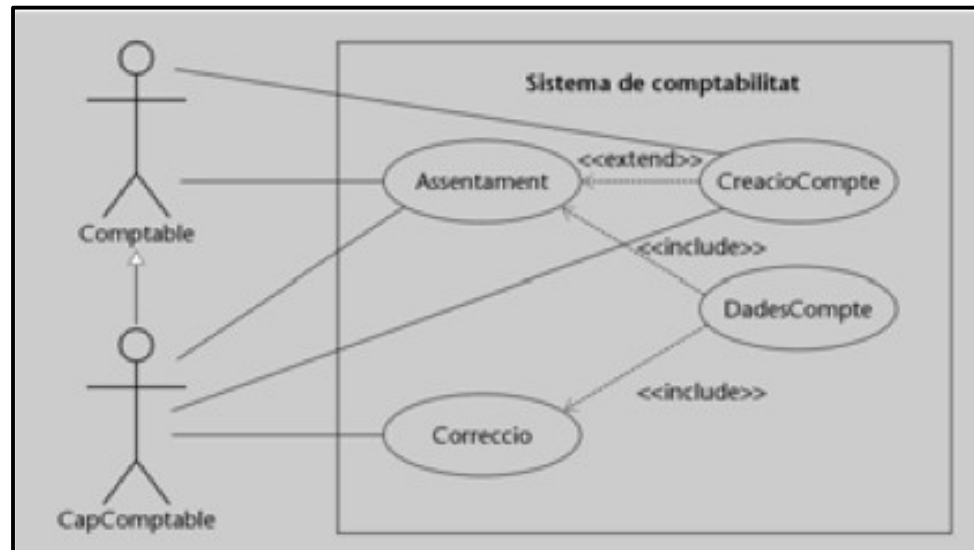 Sistema de comptabilitat
<<extend>>
Assentament
CreacioCompte
Comptable
<<include>>
DadesCompte
<<include>>
Correccio
CapComptable